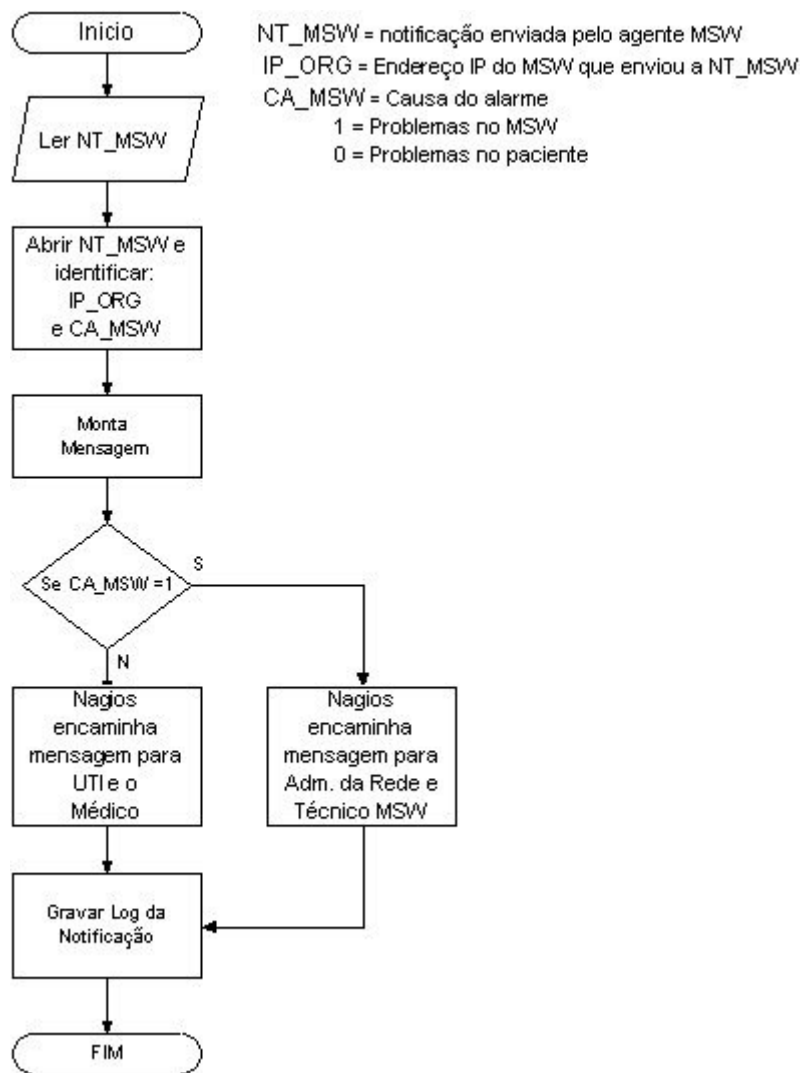 Inicio
NT_MSW = notificação enviada pelo agente MSW
IP_ORG = Endereço IP do MSW que enviou a NT_MSW
CA_MSW = Causa do alarme
1 = Problemas no MSW
0 = Problemas no paciente
Ler NT_MSW
Abrir NT_MSW e
identificar:
IP_ORG
e CA_MSW
Monta
Mensagem
Se CA_MSW =1
S
N
Nagios
encaminha
mensagem para
UTI e o
Médico
Nagios
encaminha
mensagem para
Adm. da Rede e
Técnico MSW
Gravar Log da
Notificação
FIM